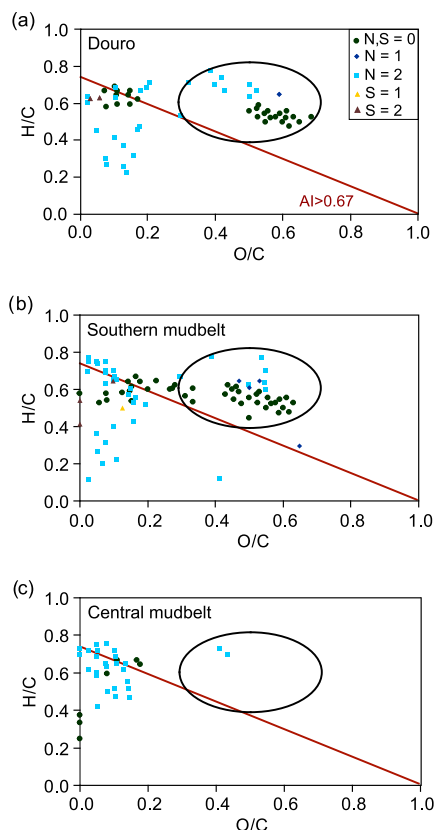 (a)
Douro
N,S = 0
N = 1
N = 2
S = 1
S = 2
1.0
0.8
0.6
0.4
0.2
0.0
H/C
AI>0.67
0.0 0.2 0.4 0.6 0.8 1.0
O/C
(b)
Southern mudbelt
1.0
0.8
0.6
0.4
0.2
0.0
H/C
0.0 0.2 0.4 0.6 0.8 1.0
O/C
(c)
Central mudbelt
1.0
0.8
0.6
0.4
0.2
0.0
H/C
0.0 0.2 0.4 0.6 0.8 1.0
O/C